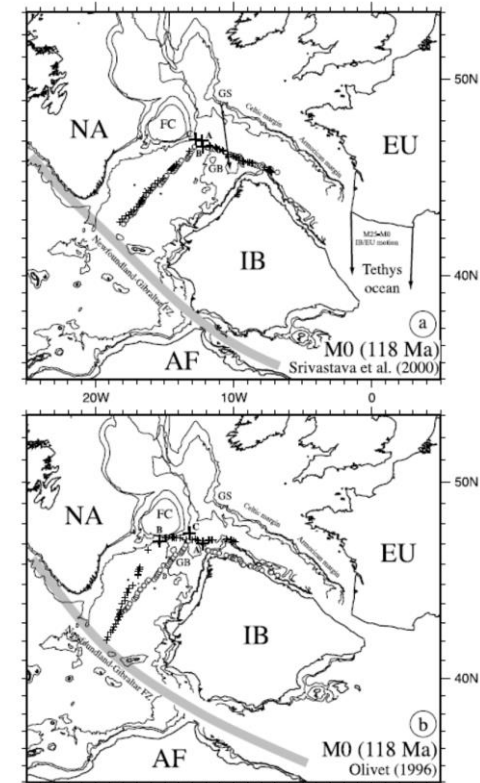 50N
GS
NA
FC
C
A
B
Celtic margin
Armorican margin
EU
GB
M25-M0
IB/EU motion
IB
Tethys
ocean
40N
Newfoundland-Gibraltar FZ
a
M0 (118 Ma)
Srivastava et al. (2000)
AF
20W
10W
0
50N
GS
NA
FC
B
C
A
Celtic margin
Armorican margin
EU
GB
IB
40N
Newfoundland-Gibraltar FZ
b
M0 (118 Ma)
Olivet (1996)
AF